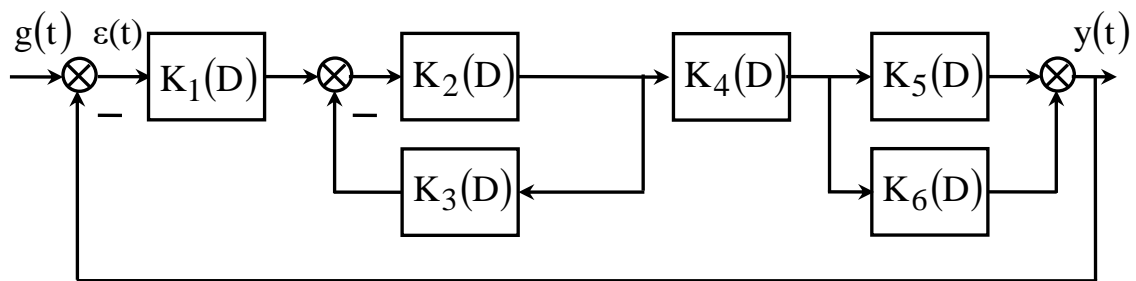 g(t) ε(t) y(t)
K₁(D) K₂(D) K₄(D) K₅(D)
− −
K₃(D) K₆(D)